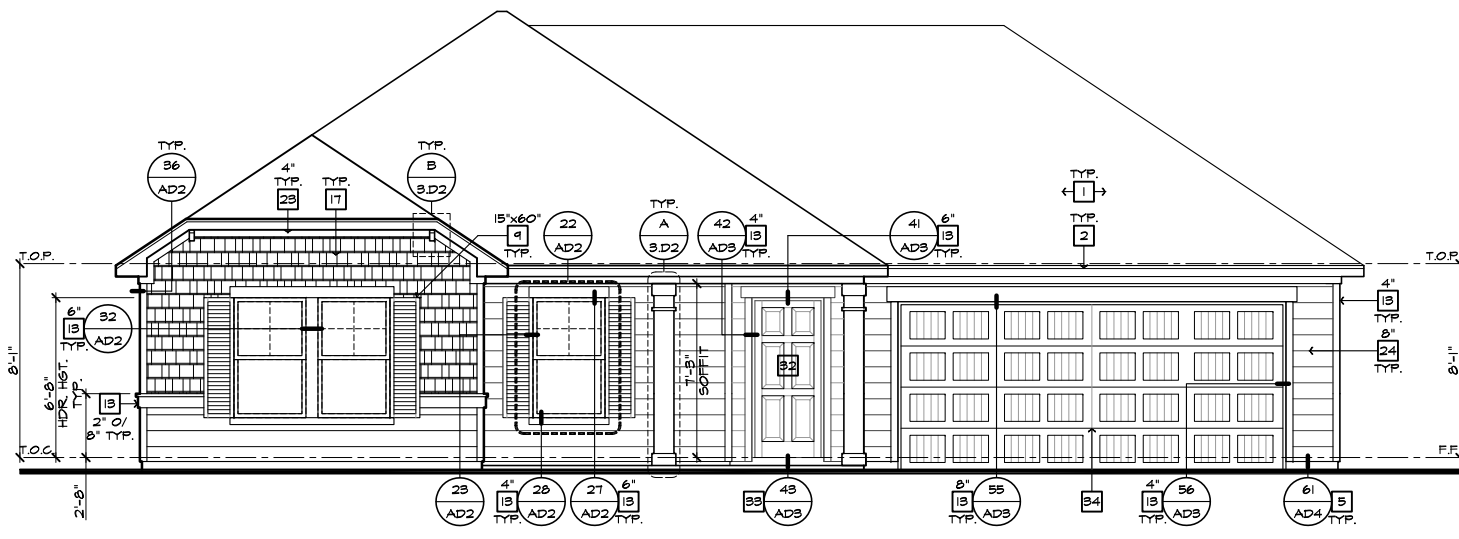 TYP.
36
AD2
4"
TYP.
23
TYP.
17
TYP.
B
3.D2
15"x60"
9
TYP.
22
AD2
TYP.
A
3.D2
42
AD3
4"
13
TYP.
41
AD3
6"
13
TYP.
TYP.
1
TYP.
2
T.O.P.
T.O.P.
6"
13
TYP.
32
AD2
8'-1"
6'-8"
HDR. HGT.
TYP.
13
2" O/
8" TYP.
T.O.C.
2'-8"
7'-3"
SOFFIT
32
4"
13
TYP.
8"
24
TYP.
8'-1"
F.F.
23
AD2
4"
13
TYP.
28
AD2
27
AD2
6"
13
TYP.
33
43
AD3
8"
13
TYP.
55
AD3
34
4"
13
TYP.
56
AD3
61
AD4
5
TYP.